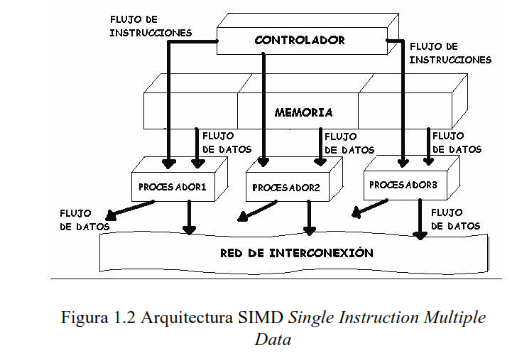 FLUJO DE
INSTRUCCIONES
CONTROLADOR
FLUJO DE
INSTRUCCIONES
MEMORIA
FLUJO
DE DATOS
FLUJO
DE DATOS
FLUJO
DE DATOS
PROCESADOR1
PROCESADOR2
PROCESADOR3
FLUJO
DE DATOS
FLUJO
DE DATOS
RED DE INTERCONEXIÓN
Figura 1.2 Arquitectura SIMD Single Instruction Multiple
Data